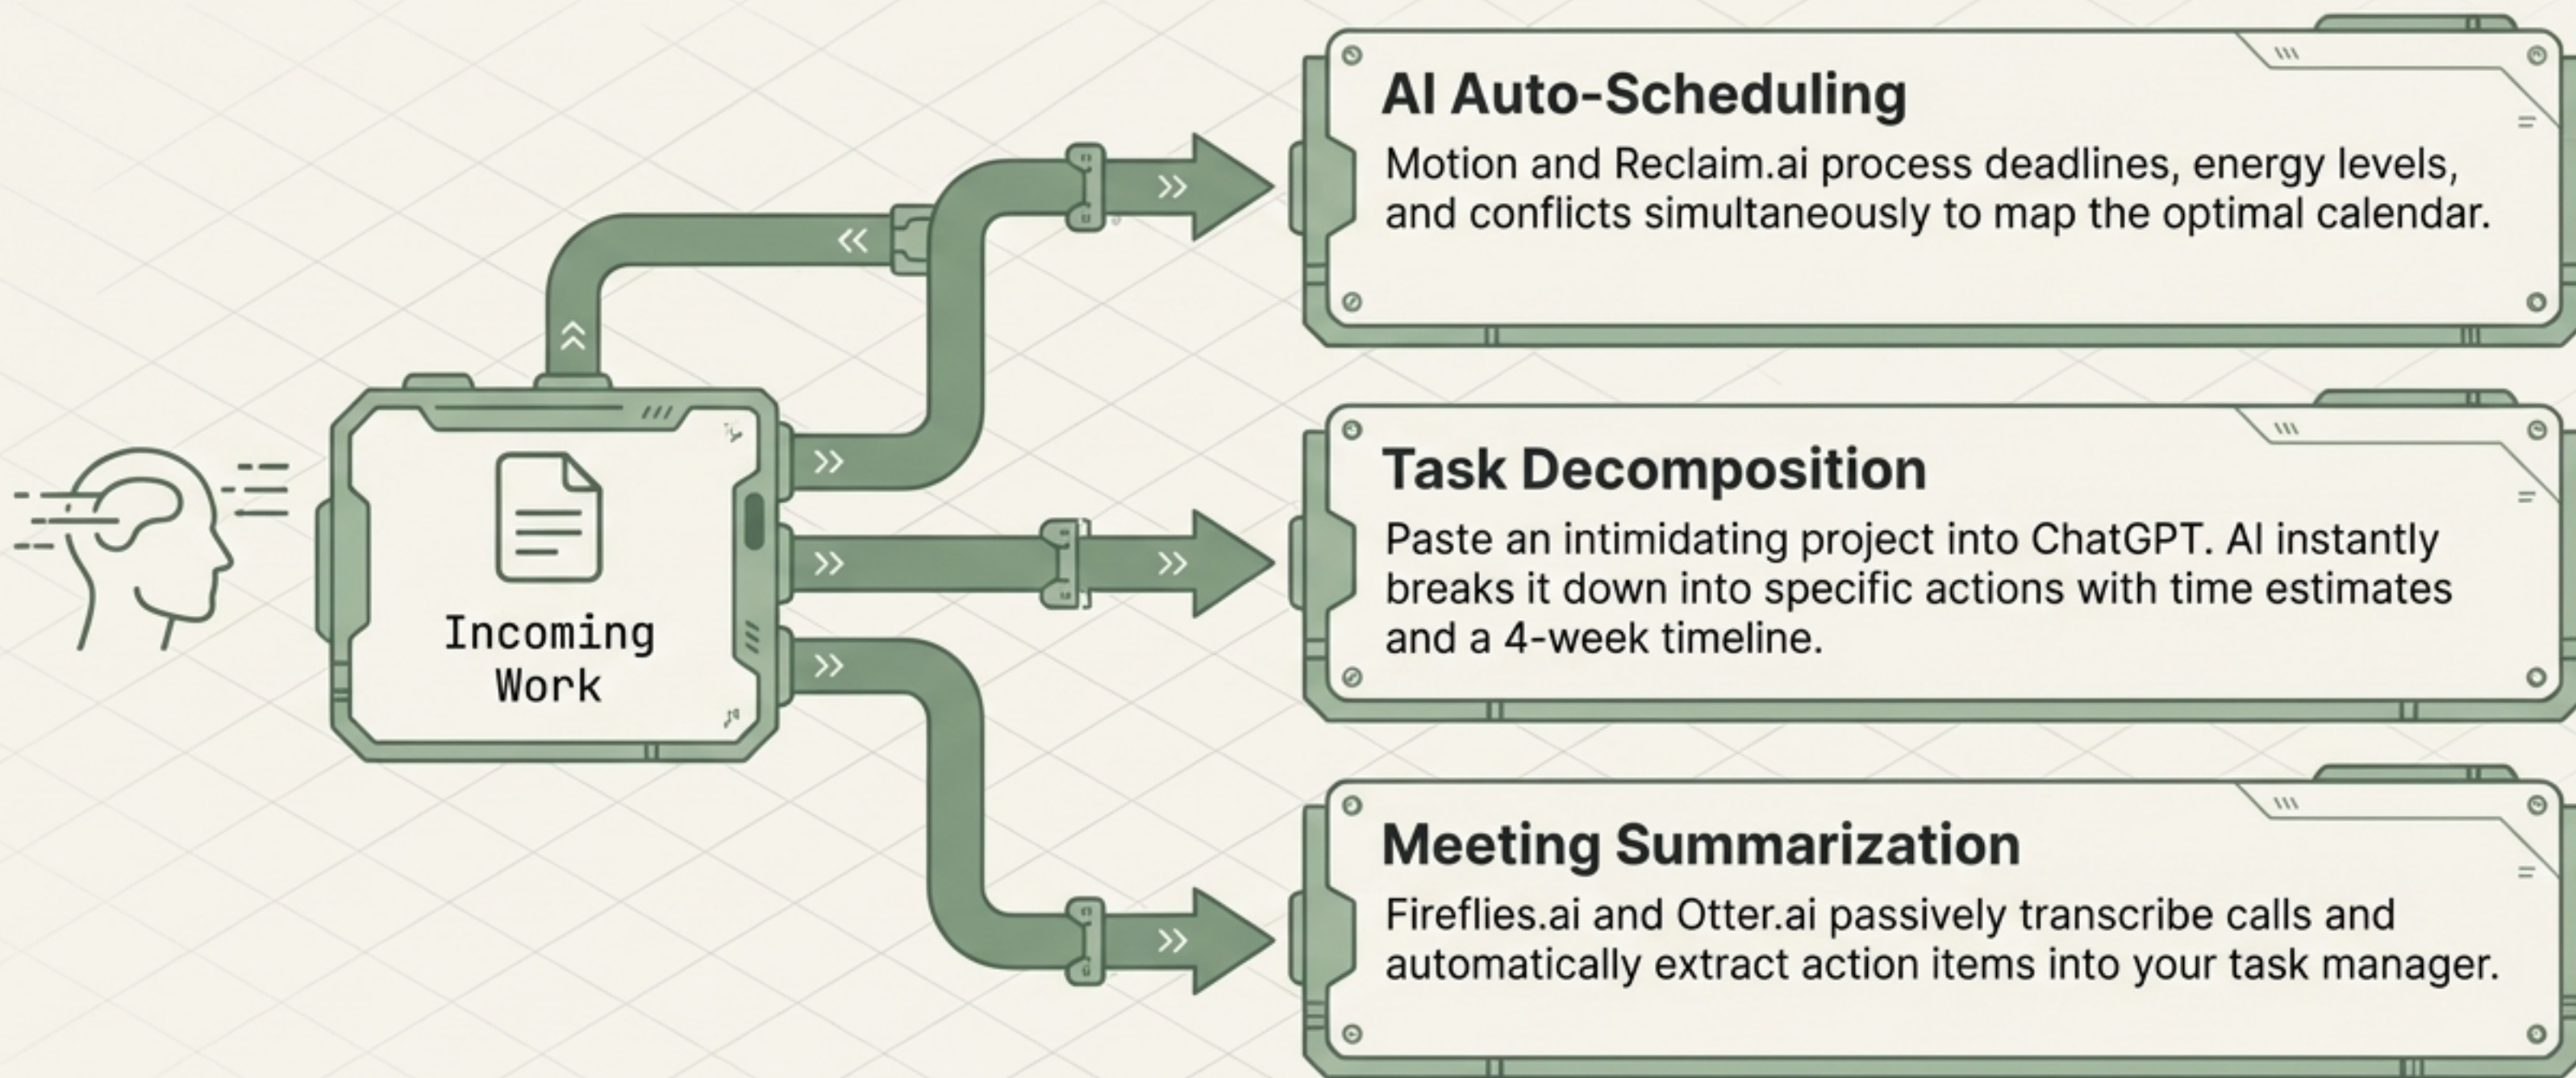 Incoming
Work
AI Auto-Scheduling
Motion and Reclaim.ai process deadlines, energy levels,
and conflicts simultaneously to map the optimal calendar.
Task Decomposition
Paste an intimidating project into ChatGPT. AI instantly
breaks it down into specific actions with time estimates
and a 4-week timeline.
Meeting Summarization
Fireflies.ai and Otter.ai passively transcribe calls and
automatically extract action items into your task manager.